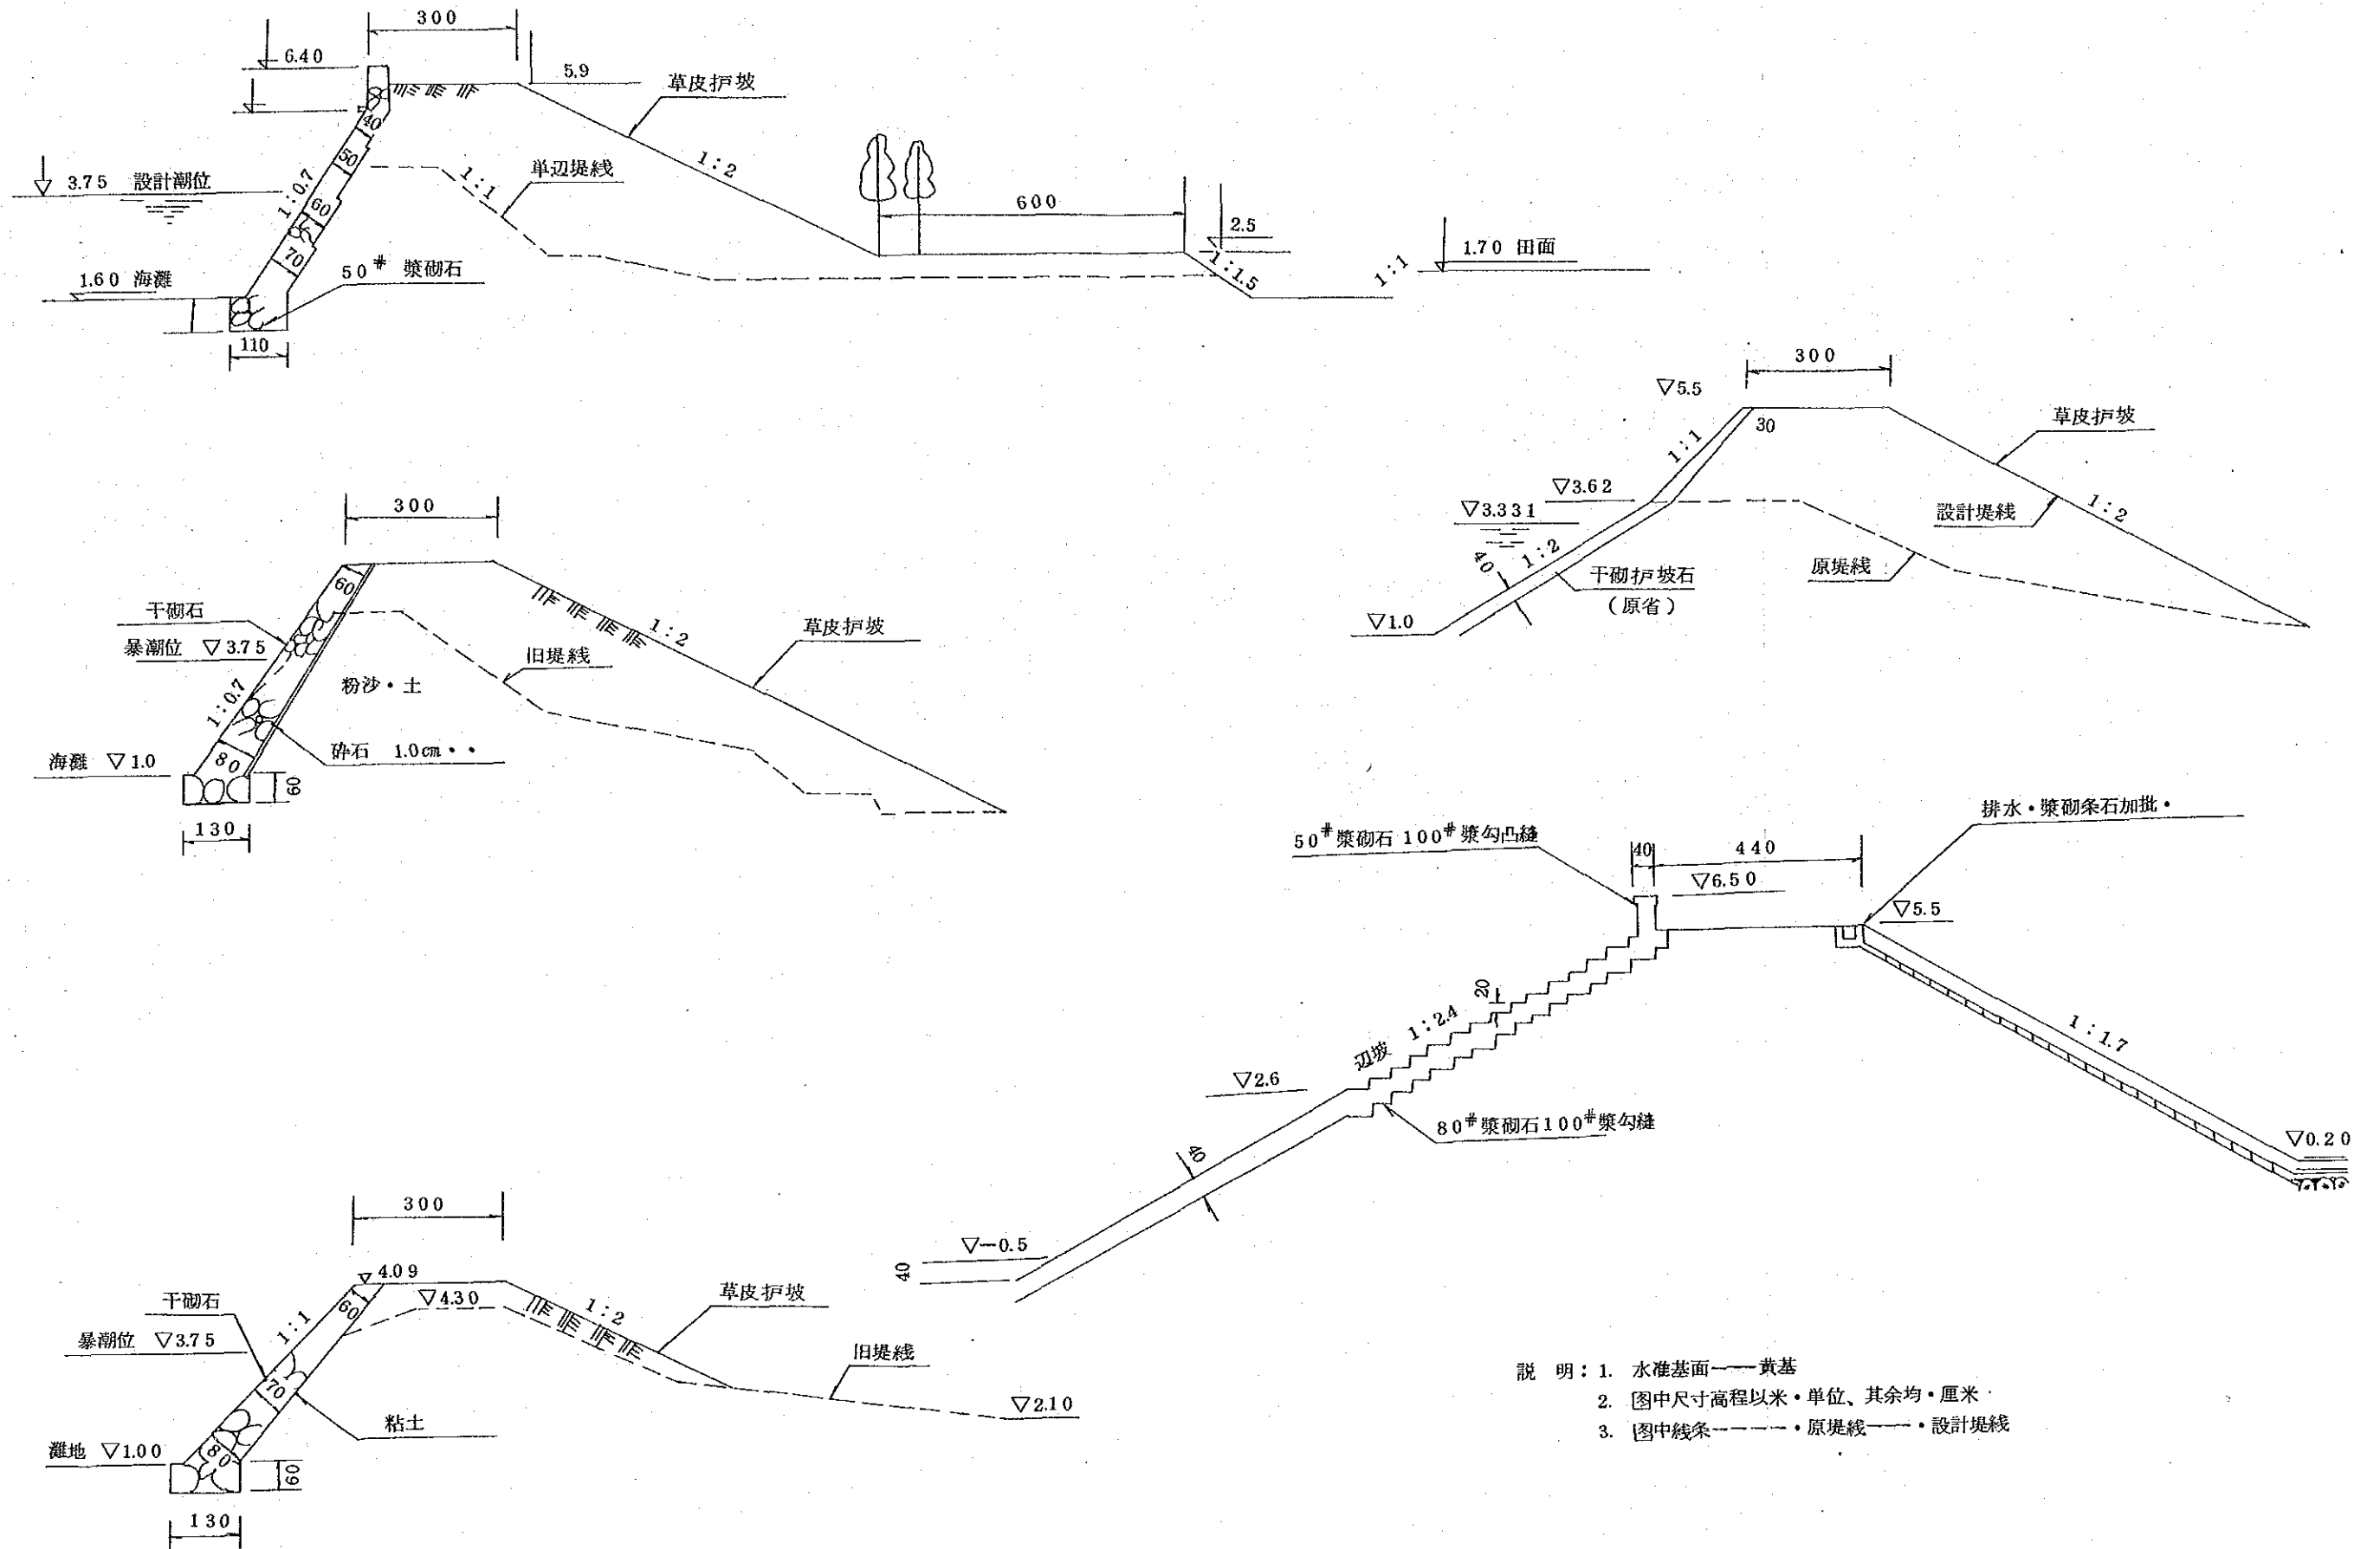 300
6.40
5.9
草皮护坡
40
50
1:2
1:1
単辺堤线
3.75 設計潮位
1:0.7
60
600
2.5
70
50# 漿砌石
1:1.5
1:1
1.70 田面
1.60 海灘
110
300
▽5.5
草皮护坡
30
1:1
▽3.62
▽3.331
設計堤线
1:2
40
1:2
干砌护坡石
(原省)
原堤线
▽1.0
300
60
干砌石
暴潮位 ▽3.75
1:2
草皮护坡
旧堤线
粉沙・土
1:0.7
砕石 1.0cm・・
海灘 ▽1.0
80
60
130
排水・漿砌条石加批・
50#漿砌石100#漿勾凸縫
40
440
▽6.50
▽5.5
20
辺坡 1:2.4
1:1.7
▽2.6
80#漿砌石100#漿勾縫
▽0.20
40
▽-0.5
40
300
▽4.09
干砌石
60
▽4.30
1:2
草皮护坡
1:1
暴潮位 ▽3.75
旧堤线
70
▽2.10
粘土
灘地 ▽1.00
80
60
130
説 明:1. 水准基面——黄基
2. 图中尺寸高程以米・単位、其余均・厘米
3. 图中线条----・原堤線——・設計堤線